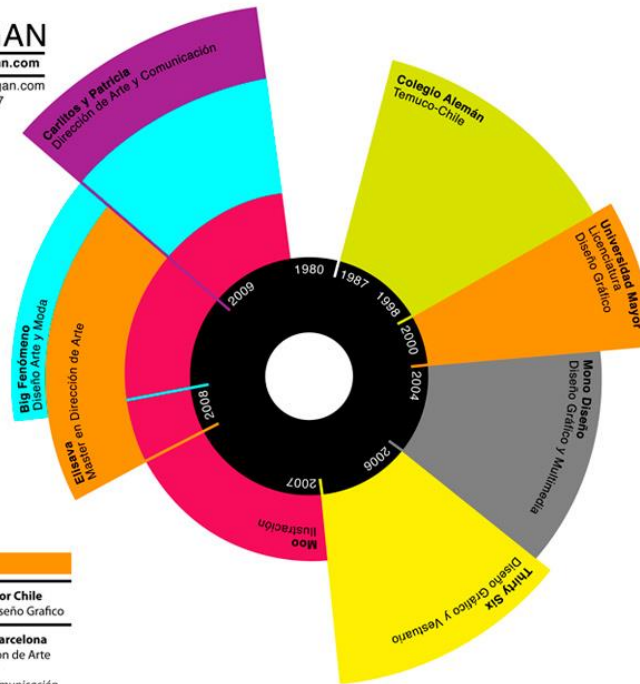 GAN
an.com
gan.com
7
Carlitos y Patricia
Dirección de Arte y Comunicación
Colegio Alemán
Temuco-Chile
Universidad Mayor
Licenciatura
Diseño Gráfico
Mono Diseño
Diseño Gráfico y Multimedia
Thirty Six
Diseño Gráfico y Vestuario
Moo
Ilustración
Elisava
Master en Dirección de Arte
Big Fenómeno
Diseño Arte y Moda
1980
1987
1998
2000
2004
2006
2007
2008
2009
or Chile
seño Grafico
arcelona
on de Arte